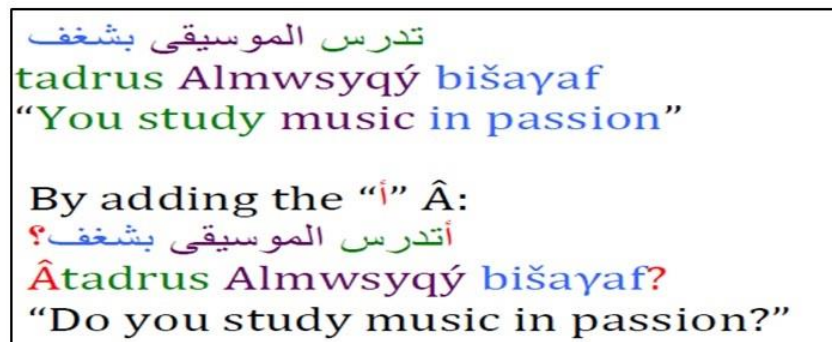 تدرس الموسيقى بشغف
tadrus Almwsyqý bišaγaf
“You study music in passion”
By adding the “أ” Â:
أتدرس الموسيقى بشغف؟
Âtadrus Almwsyqý bišaγaf?
“Do you study music in passion?”